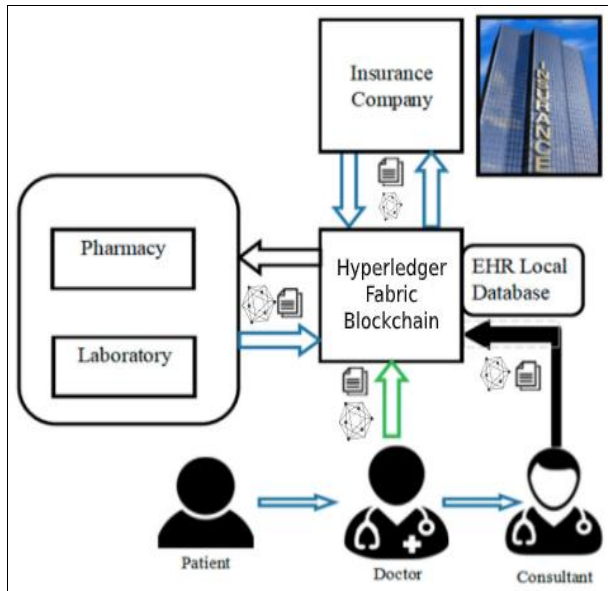 Insurance
Company
INSURANCE
Pharmacy
Laboratory
Hyperledger
Fabric
Blockchain
EHR Local
Database
Patient
Doctor
Consultant